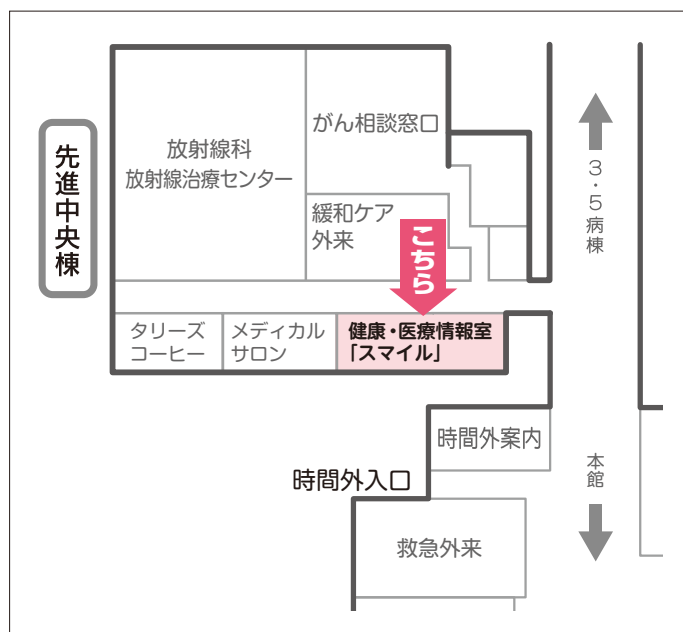 先進中央棟
放射線科
放射線治療センター
がん相談窓口
緩和ケア
外来
こちら
タリーズ
コーヒー
メディカル
サロン
健康・医療情報室
「スマイル」
3・5病棟
時間外案内
時間外入口
本館
救急外来